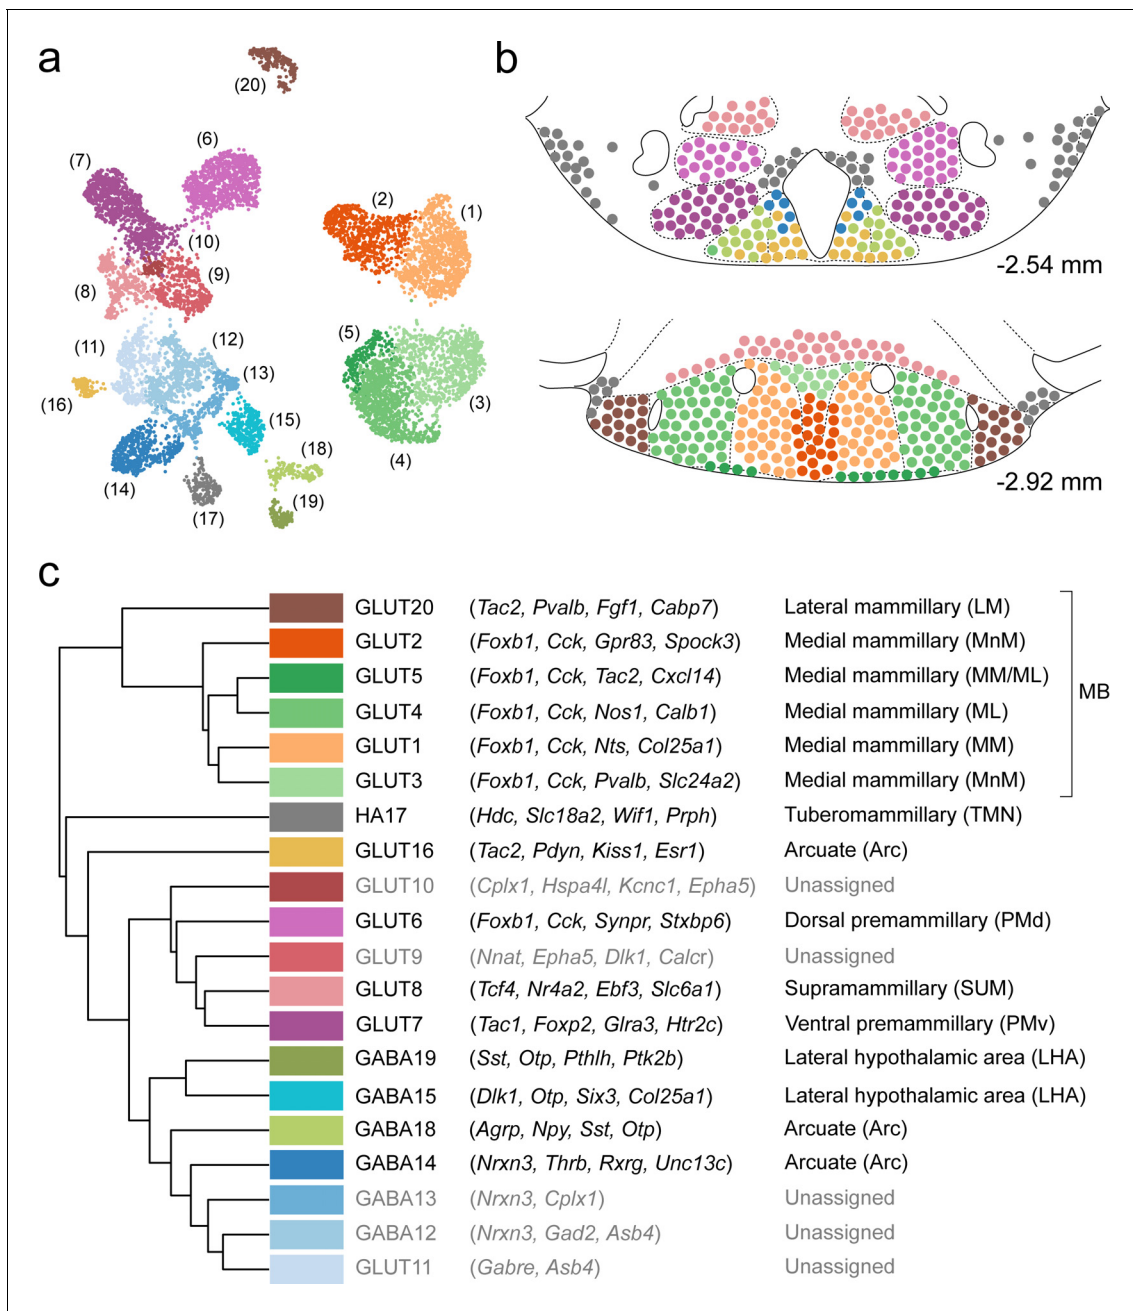 a
(20)
(7)
(6)
(10)
(9)
(8)
(2)
(1)
(11)
(12)
(13)
(16)
(15)
(14)
(17)
(18)
(19)
(5)
(3)
(4)
b
-2.54 mm
-2.92 mm
c
GLUT20 (Tac2, Pvalb, Fgf1, Cabp7) Lateral mammillary (LM)
GLUT2 (Foxb1, Cck, Gpr83, Spock3) Medial mammillary (MnM)
GLUT5 (Foxb1, Cck, Tac2, Cxcl14) Medial mammillary (MM/ML)
GLUT4 (Foxb1, Cck, Nos1, Calb1) Medial mammillary (ML)
GLUT1 (Foxb1, Cck, Nts, Col25a1) Medial mammillary (MM)
GLUT3 (Foxb1, Cck, Pvalb, Slc24a2) Medial mammillary (MnM)
MB
HA17 (Hdc, Slc18a2, Wif1, Prph) Tuberomammillary (TMN)
GLUT16 (Tac2, Pdyn, Kiss1, Esr1) Arcuate (Arc)
GLUT10 (Cplx1, Hspa4l, Kcnc1, Epha5) Unassigned
GLUT6 (Foxb1, Cck, Synpr, Stxbp6) Dorsal premammillary (PMd)
GLUT9 (Nnat, Epha5, Dlk1, Calcr) Unassigned
GLUT8 (Tcf4, Nr4a2, Ebf3, Slc6a1) Supramammillary (SUM)
GLUT7 (Tac1, Foxp2, Glra3, Htr2c) Ventral premammillary (PMv)
GABA19 (Sst, Otp, Pthlh, Ptk2b) Lateral hypothalamic area (LHA)
GABA15 (Dlk1, Otp, Six3, Col25a1) Lateral hypothalamic area (LHA)
GABA18 (Agrp, Npy, Sst, Otp) Arcuate (Arc)
GABA14 (Nrxn3, Thrb, Rxrg, Unc13c) Arcuate (Arc)
GABA13 (Nrxn3, Cplx1) Unassigned
GABA12 (Nrxn3, Gad2, Asb4) Unassigned
GLUT11 (Gabre, Asb4) Unassigned